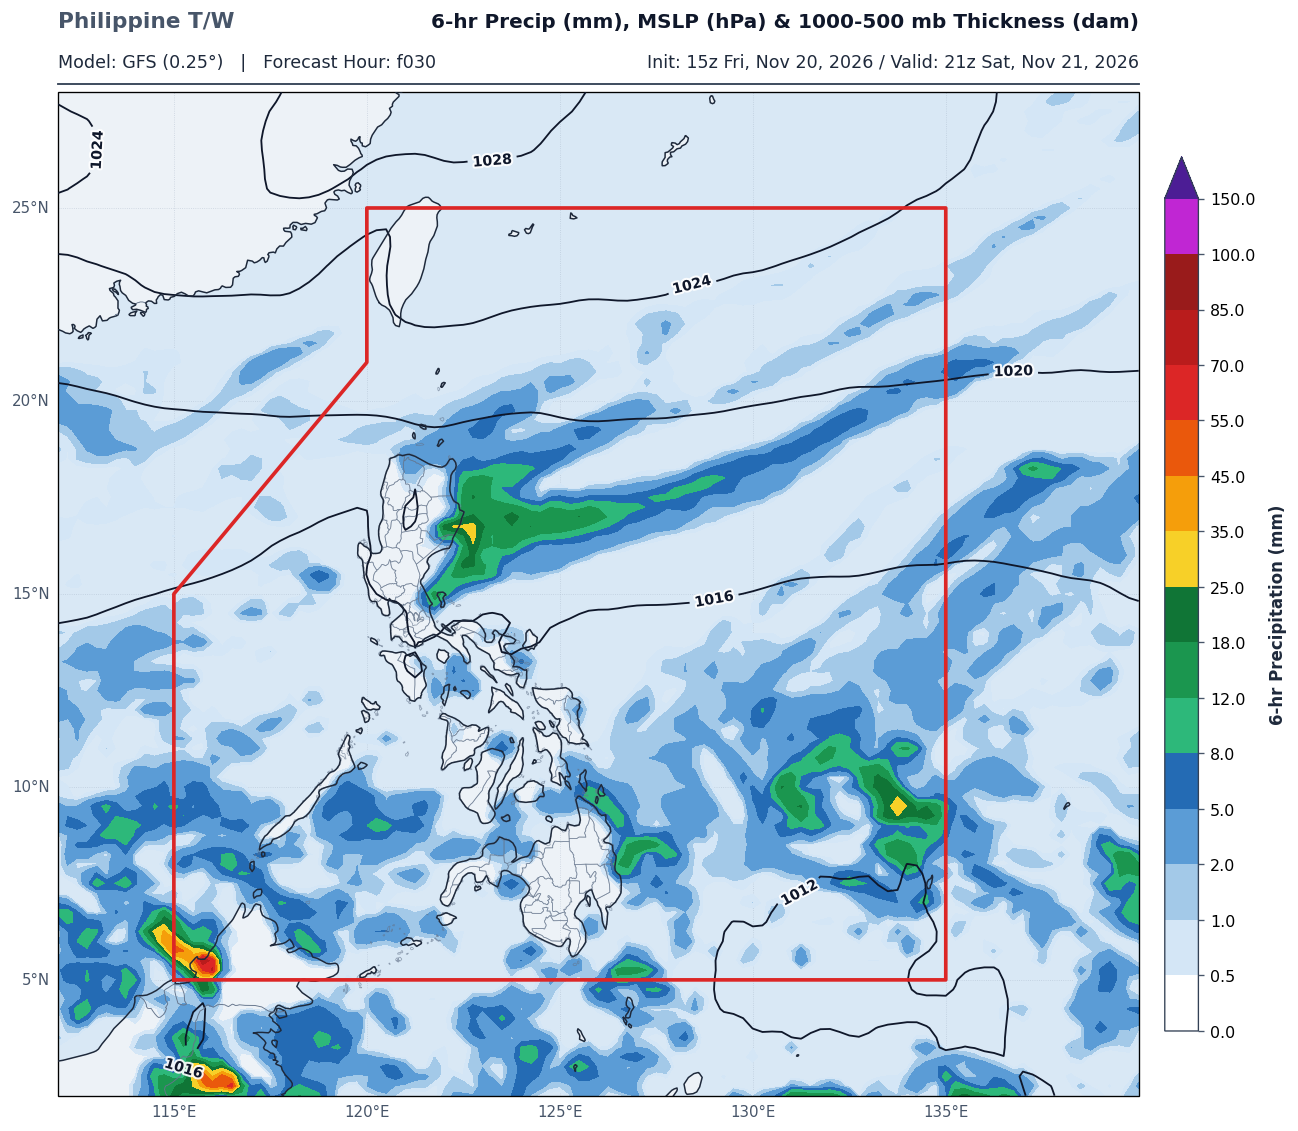 Philippine T/W
6-hr Precip (mm), MSLP (hPa) & 1000-500 mb Thickness (dam)
Model: GFS (0.25°) | Forecast Hour: f030
Init: 15z Fri, Nov 20, 2026 / Valid: 21z Sat, Nov 21, 2026
1024
1028
1024
1020
1016
1012
1016
25°N
20°N
15°N
10°N
5°N
115°E
120°E
125°E
130°E
135°E
150.0
100.0
85.0
70.0
55.0
45.0
35.0
25.0
18.0
12.0
8.0
5.0
2.0
1.0
0.5
0.0
6-hr Precipitation (mm)